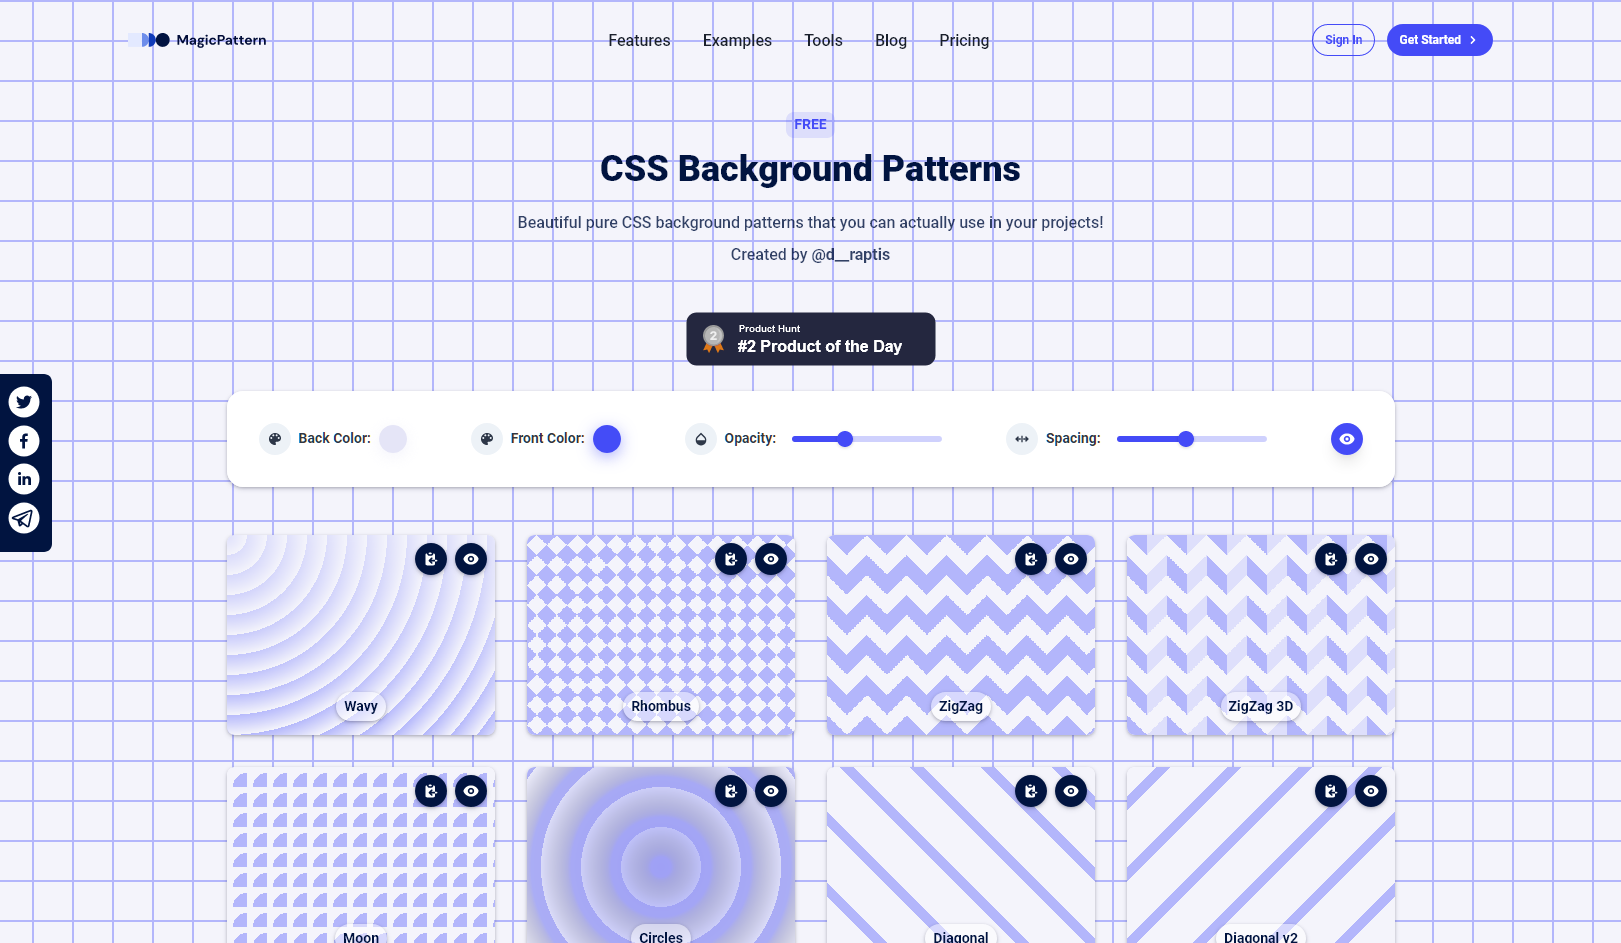 MagicPattern
Features Examples Tools Blog Pricing
Sign In
Get Started
FREE
CSS Background Patterns
Beautiful pure CSS background patterns that you can actually use in your projects!
Created by @d__raptis
2
Product Hunt
#2 Product of the Day
Back Color: Front Color: Opacity: Spacing:
Wavy
Rhombus
ZigZag
ZigZag 3D
Moon
Circles
Diagonal
Diagonal v2